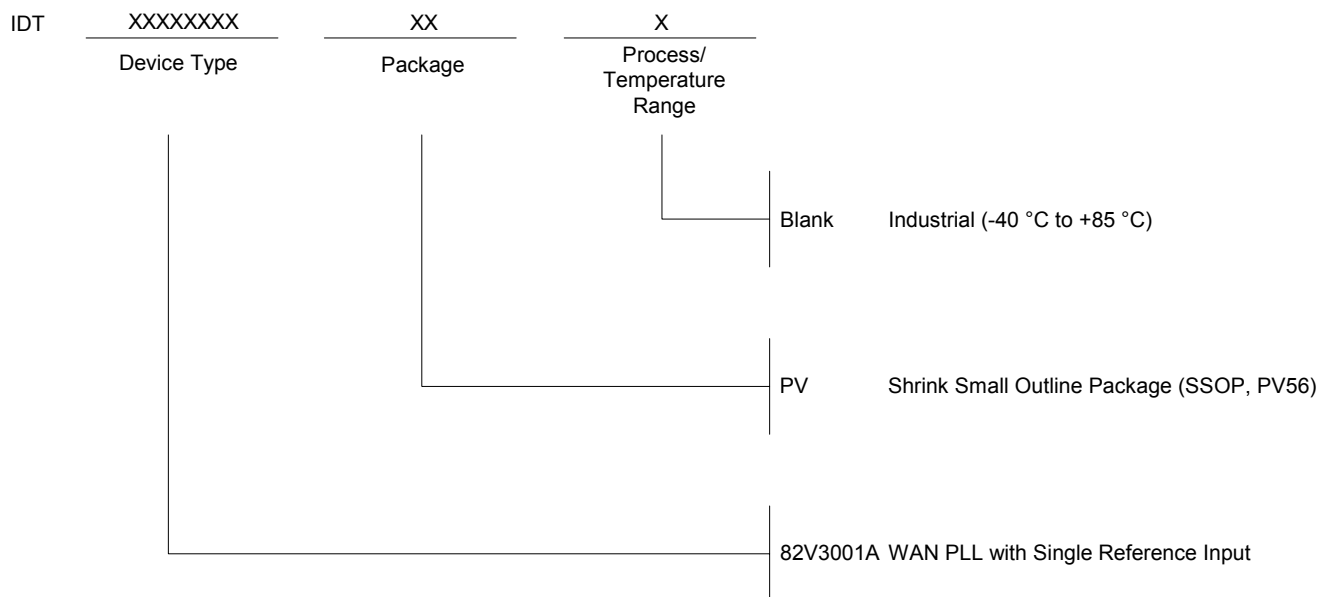 IDT XXXXXXXX XX X
Device Type Package Process/
Temperature
Range
Blank Industrial (-40 °C to +85 °C)
PV Shrink Small Outline Package (SSOP, PV56)
82V3001A WAN PLL with Single Reference Input